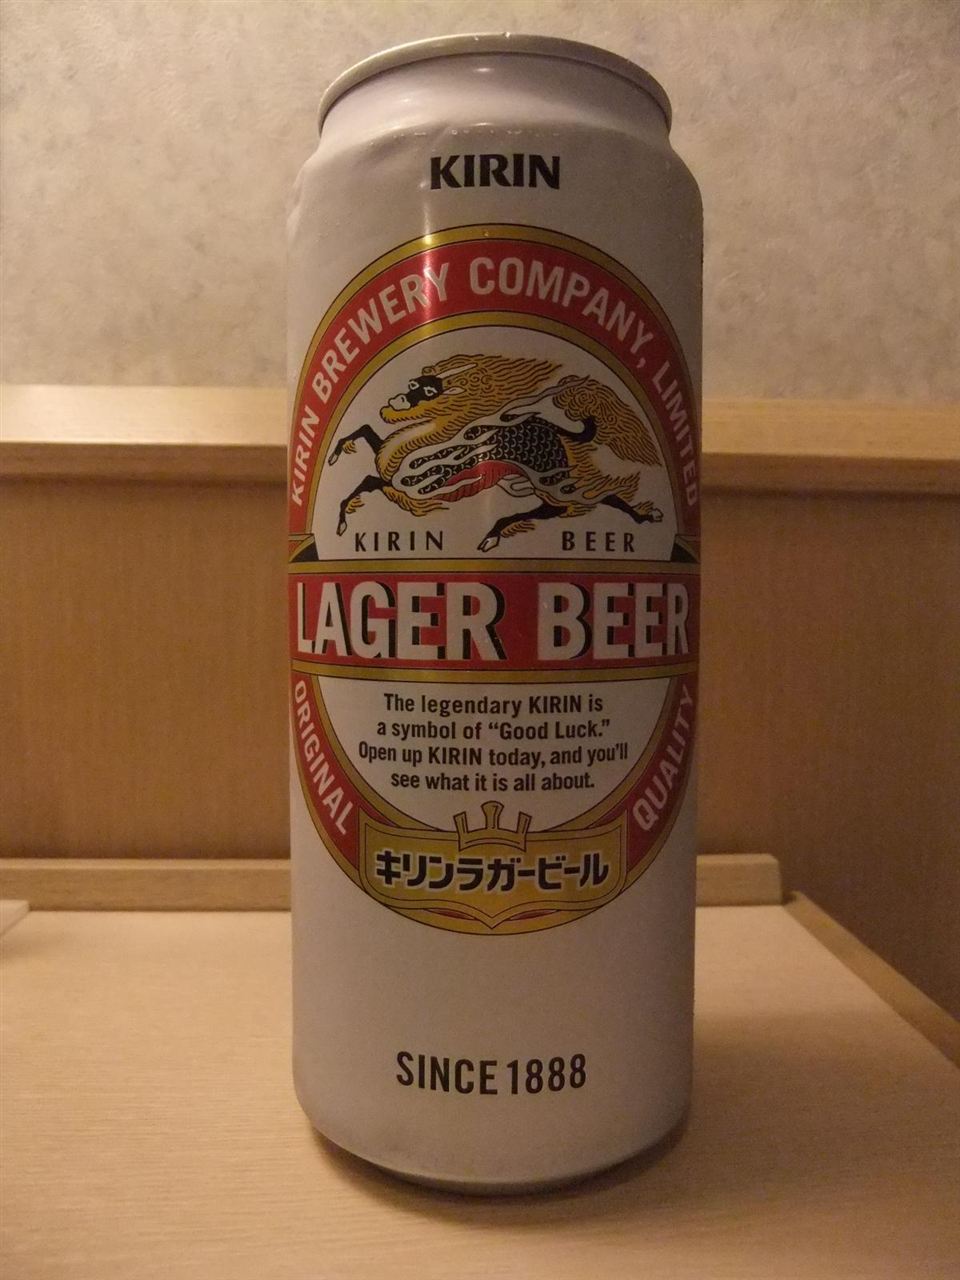 KIRIN
KIRIN BREWERY COMPANY, LIMITED
KIRIN BEER
LAGER BEER
The legendary KIRIN is
a symbol of “Good Luck.”
Open up KIRIN today, and you'll
see what it is all about.
ORIGINAL QUALITY
キリンラガービール
SINCE 1888